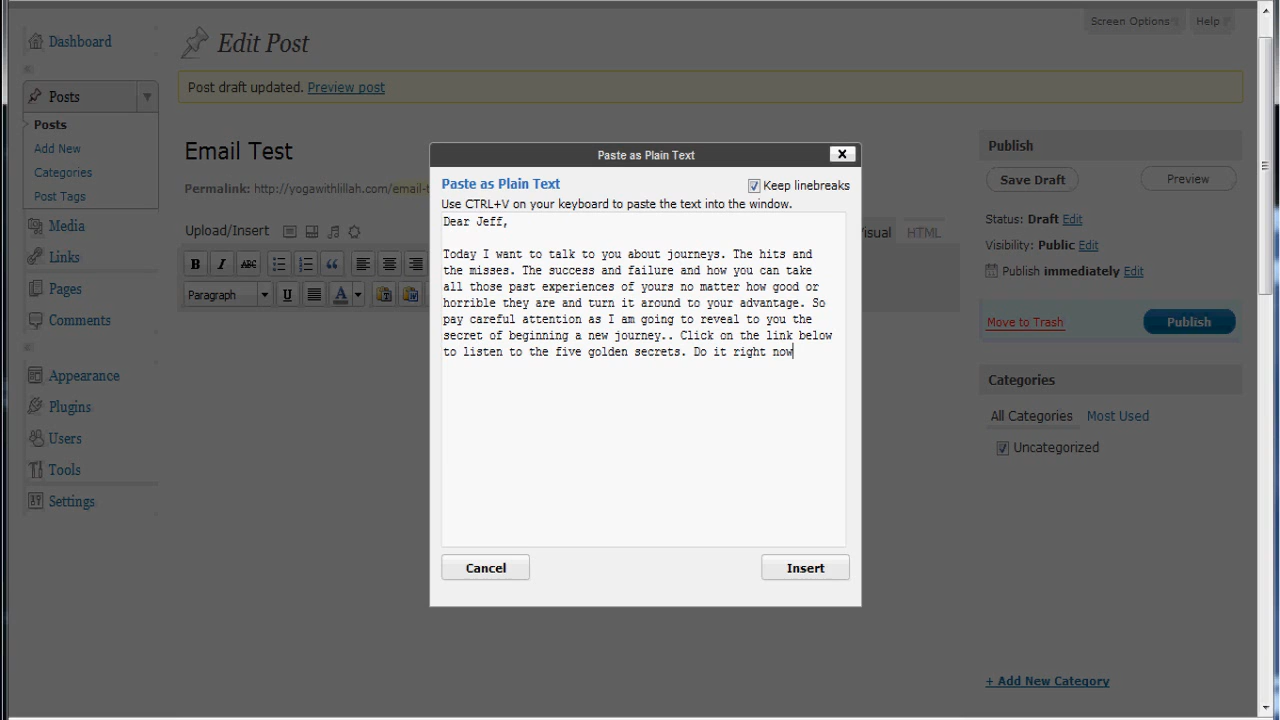 Screen Options
Help
Dashboard
Edit Post
Post draft updated. Preview post
Posts
Posts
Add New
Categories
Post Tags
Media
Links
Pages
Comments
Appearance
Plugins
Users
Tools
Settings
Email Test
Permalink: http://yogawithlillah.com/email-t
Upload/Insert
Visual
HTML
B I ABC
Paragraph
U
A
Paste as Plain Text
Paste as Plain Text
Keep linebreaks
Use CTRL+V on your keyboard to paste the text into the window.
Dear Jeff,
Today I want to talk to you about journeys. The hits and
the misses. The success and failure and how you can take
all those past experiences of yours no matter how good or
horrible they are and turn it around to your advantage. So
pay careful attention as I am going to reveal to you the
secret of beginning a new journey.. Click on the link below
to listen to the five golden secrets. Do it right now
Cancel
Insert
Publish
Save Draft
Preview
Status: Draft Edit
Visibility: Public Edit
Publish immediately Edit
Move to Trash
Publish
Categories
All Categories
Most Used
Uncategorized
+ Add New Category